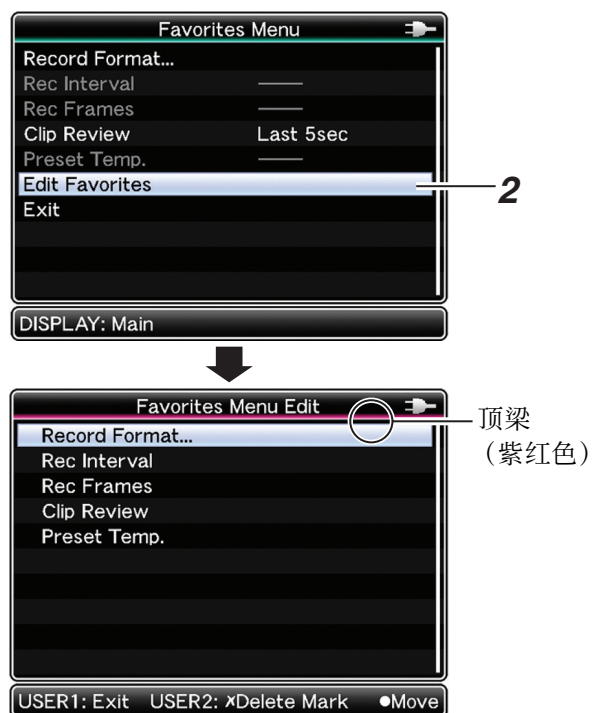 Favorites Menu
Record Format...
Rec Interval ——
Rec Frames ——
Clip Review Last 5sec
Preset Temp. ——
Edit Favorites
2
Exit
DISPLAY: Main
Favorites Menu Edit
顶梁
（紫红色）
Record Format...
Rec Interval
Rec Frames
Clip Review
Preset Temp.
USER1: Exit USER2: ✗Delete Mark ●Move